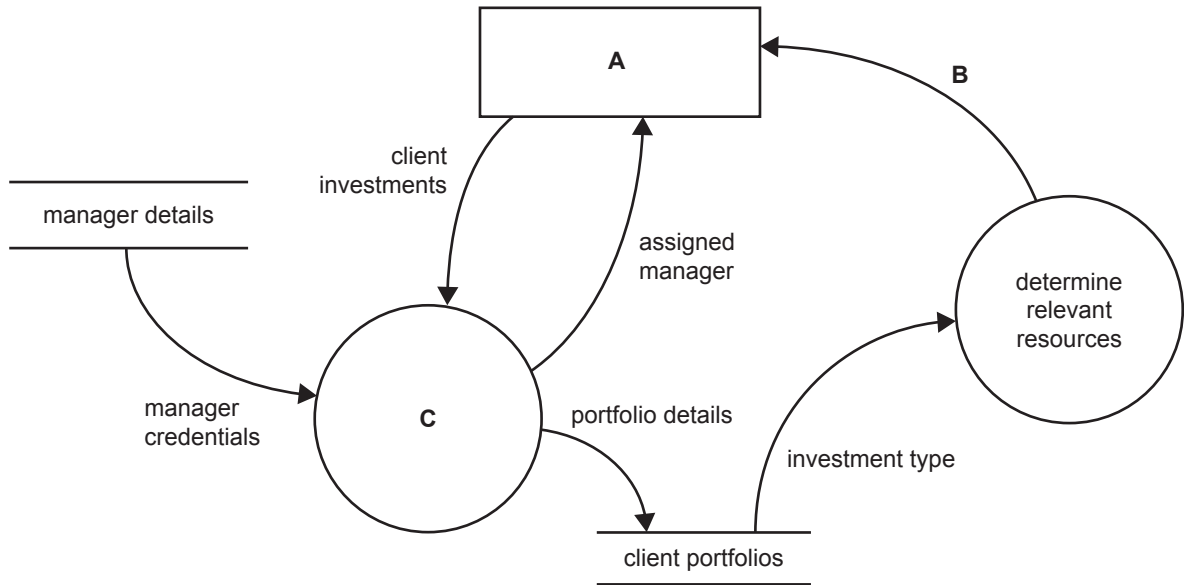 A
B
client
investments
manager details
assigned
manager
determine
relevant
resources
manager
credentials
C
portfolio details
investment type
client portfolios